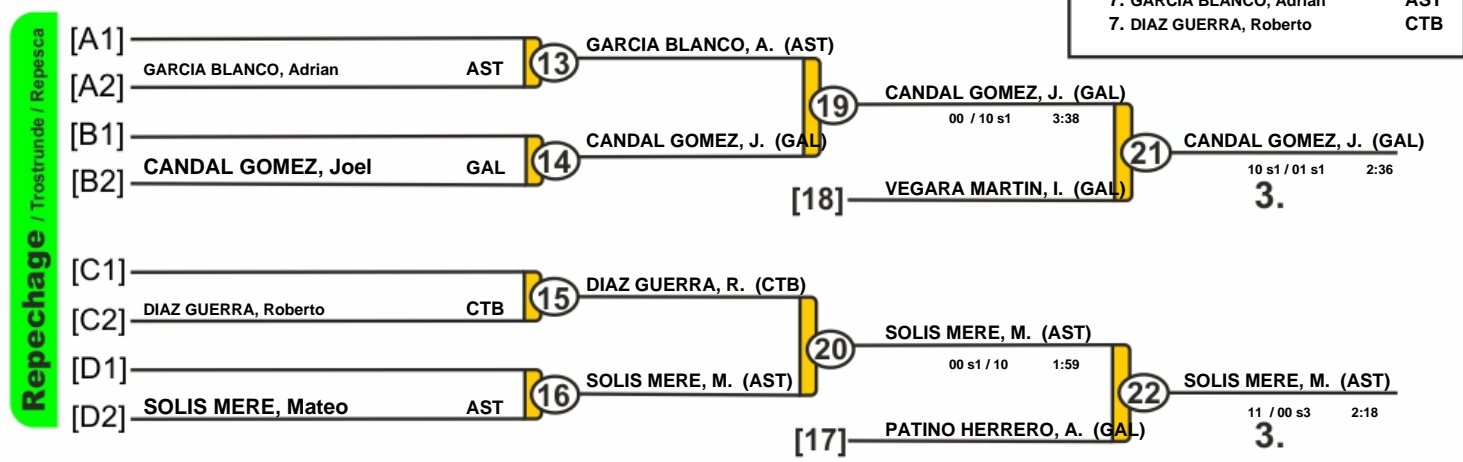 7. GARCIA BLANCO, Adrian AST
7. DIAZ GUERRA, Roberto CTB
Repechage / Trostrunde / Repesca
[A1]
GARCIA BLANCO, Adrian AST
[A2]
13
GARCIA BLANCO, A. (AST)
[B1]
CANDAL GOMEZ, Joel GAL
[B2]
14
CANDAL GOMEZ, J. (GAL)
19
CANDAL GOMEZ, J. (GAL)
00 / 10 s1 3:38
[18]
VEGARA MARTIN, I. (GAL)
21
CANDAL GOMEZ, J. (GAL)
10 s1 / 01 s1 2:36
3.
[C1]
DIAZ GUERRA, Roberto CTB
[C2]
15
DIAZ GUERRA, R. (CTB)
[D1]
SOLIS MERE, Mateo AST
[D2]
16
SOLIS MERE, M. (AST)
20
SOLIS MERE, M. (AST)
00 s1 / 10 1:59
[17]
PATINO HERRERO, A. (GAL)
22
SOLIS MERE, M. (AST)
11 / 00 s3 2:18
3.